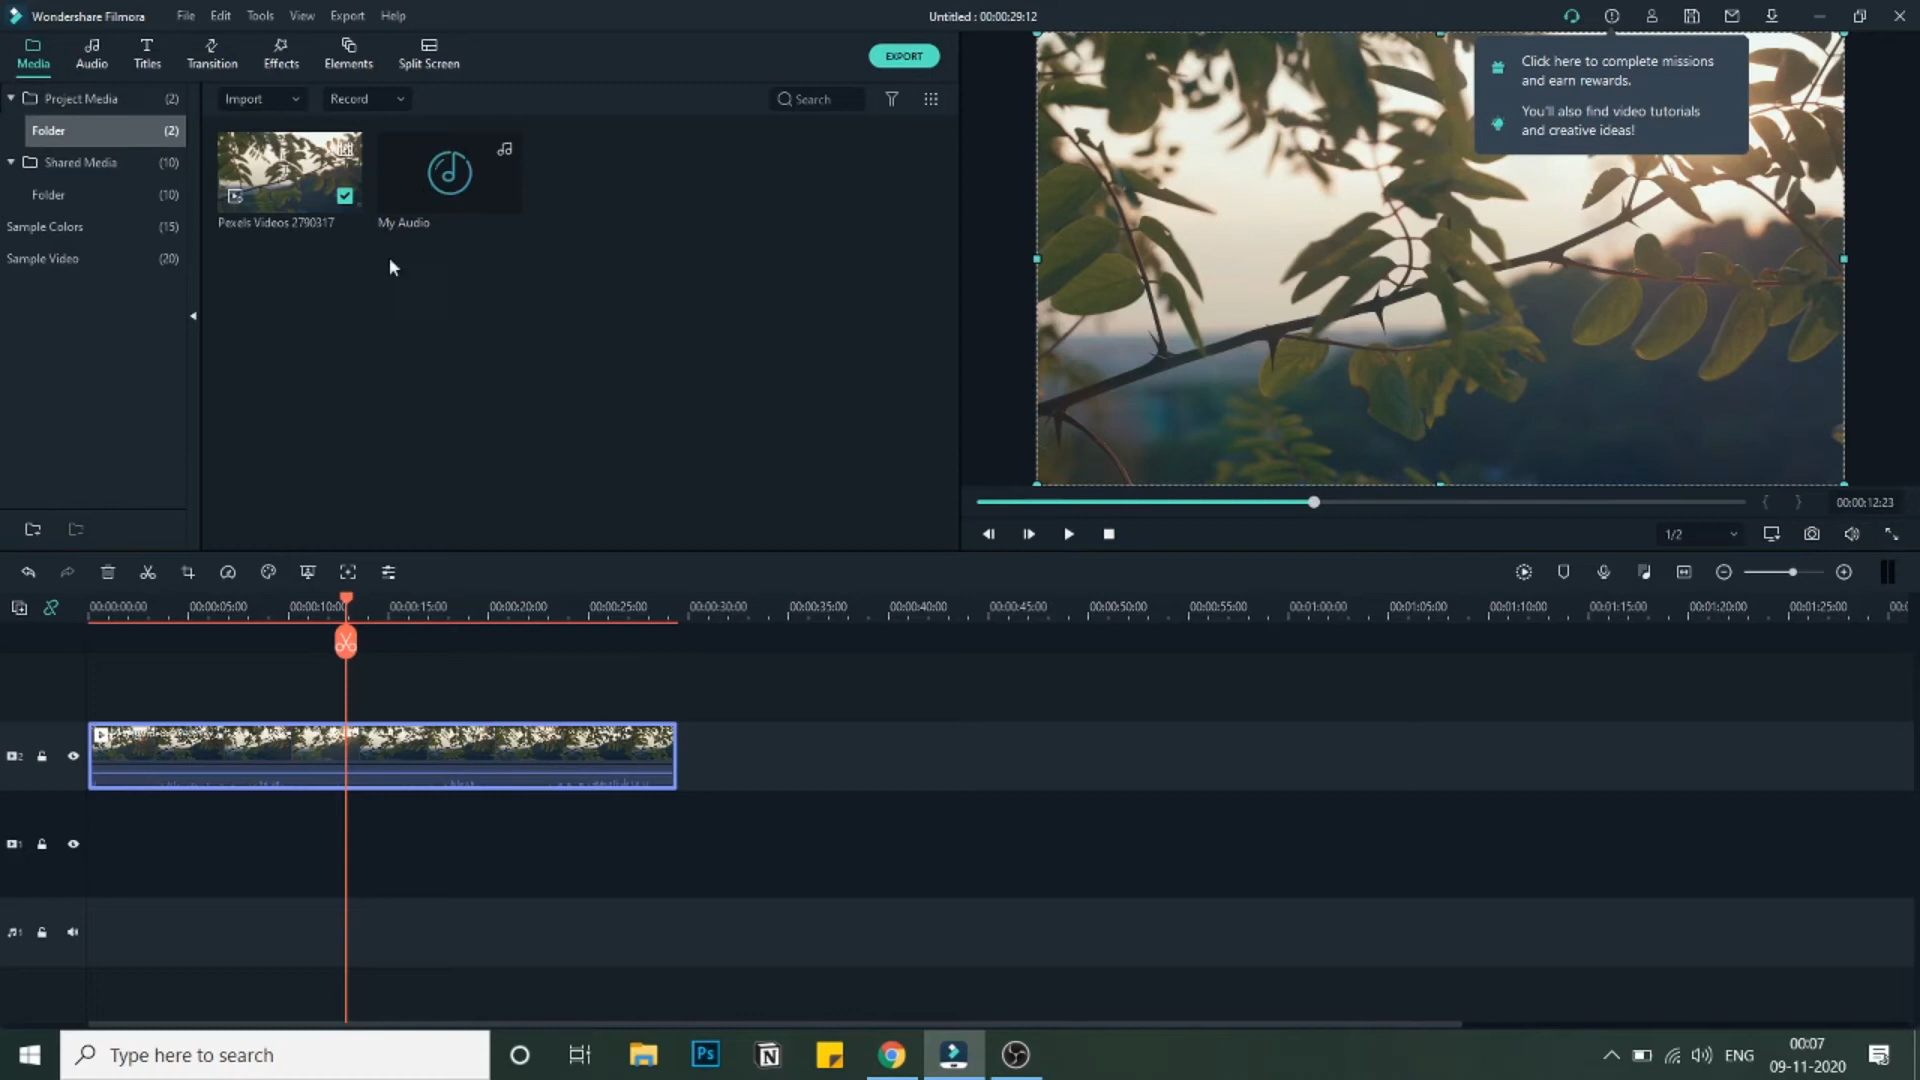 Wondershare Filmora
File
Edit
Tools
View
Export
Help
Untitled : 00:00:29:12
Media
Audio
Titles
Transition
Effects
Elements
Split Screen
EXPORT
Click here to complete missions
and earn rewards.
You'll also find video tutorials
and creative ideas!
Project Media (2)
Folder (2)
Shared Media (10)
Folder (10)
Sample Colors (15)
Sample Video (20)
Import
Record
Search
Pexels Videos 2790317
My Audio
00:00:12:23
1/2
00:00:00:00
00:00:05:00
00:00:10:0
00:00:15:00
00:00:20:00
00:00:25:00
00:00:30:00
00:00:35:00
00:00:40:00
00:00:45:00
00:00:50:00
00:00:55:00
00:01:00:00
00:01:05:00
00:01:10:00
00:01:15:00
00:01:20:00
00:01:25:00
2
1
1
Type here to search
Ps
N
ENG
00:07
09-11-2020